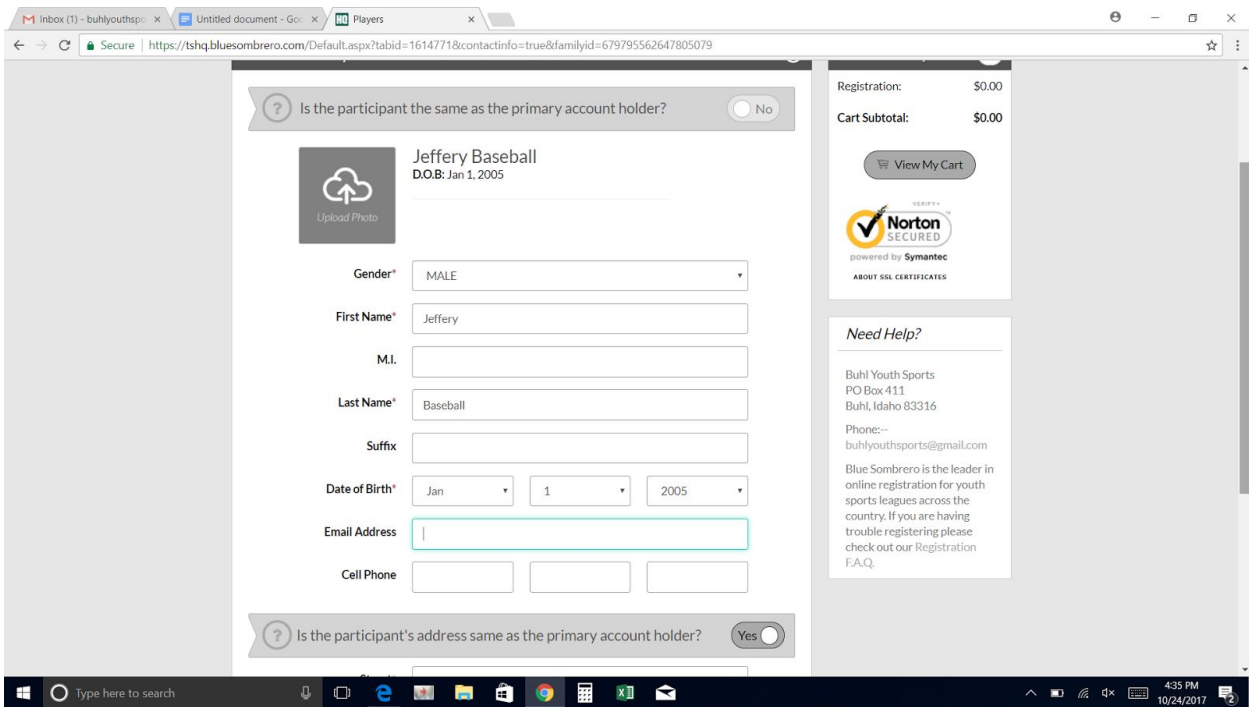 Inbox (1) - buhlyouthspo
Untitled document - Goo
HQ Players
Secure | https://tshq.bluesombrero.com/Default.aspx?tabid=1614771&contactinfo=true&familyid=679795562647805079
? Is the participant the same as the primary account holder? No
Upload Photo
Jeffery Baseball
D.O.B: Jan 1, 2005
Gender* MALE
First Name* Jeffery
M.I.
Last Name* Baseball
Suffix
Date of Birth* Jan 1 2005
Email Address
Cell Phone
? Is the participant's address same as the primary account holder? Yes
Registration: $0.00
Cart Subtotal: $0.00
View My Cart
VERIFY
Norton
SECURED
powered by Symantec
ABOUT SSL CERTIFICATES
Need Help?
Buhl Youth Sports
PO Box 411
Buhl, Idaho 83316
Phone:--
buhlyouthsports@gmail.com
Blue Sombrero is the leader in
online registration for youth
sports leagues across the
country. If you are having
trouble registering please
check out our Registration
F.A.Q.
Type here to search
4:35 PM
10/24/2017
2